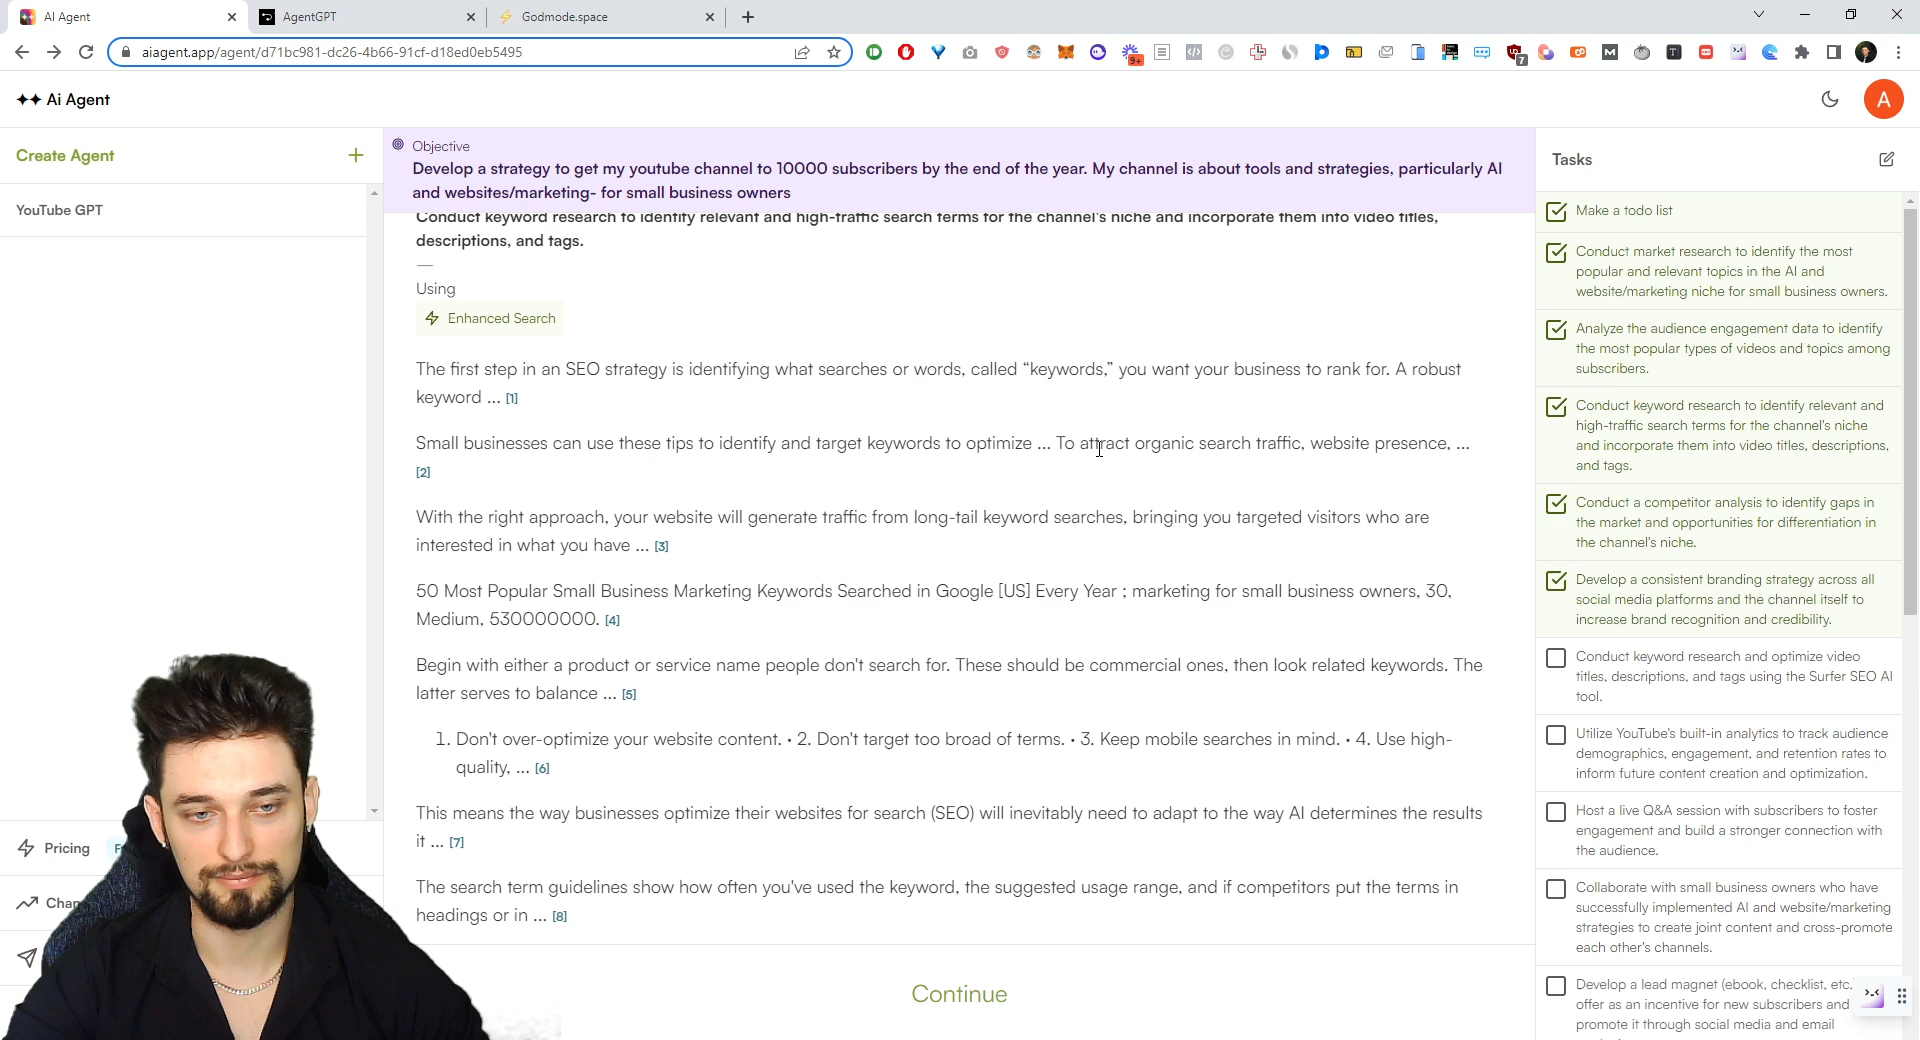 AI Agent
AgentGPT
Godmode.space
aiagent.app/agent/d71bc981-dc26-4b66-91cf-d18ed0eb5495
9+
7
Ai Agent
A
Create Agent
YouTube GPT
Pricing
Objective
Develop a strategy to get my youtube channel to 10000 subscribers by the end of the year. My channel is about tools and strategies, particularly AI
and websites/marketing- for small business owners
Conduct keyword research to identify relevant and high-traffic search terms for the channel's niche and incorporate them into video titles,
descriptions, and tags.
—
Using
Enhanced Search
The first step in an SEO strategy is identifying what searches or words, called “keywords,” you want your business to rank for. A robust
keyword ... [1]
Small businesses can use these tips to identify and target keywords to optimize ... To attract organic search traffic, website presence, ...
[2]
With the right approach, your website will generate traffic from long-tail keyword searches, bringing you targeted visitors who are
interested in what you have ... [3]
50 Most Popular Small Business Marketing Keywords Searched in Google [US] Every Year ; marketing for small business owners, 30,
Medium, 530000000. [4]
Begin with either a product or service name people don't search for. These should be commercial ones, then look related keywords. The
latter serves to balance ... [5]
1. Don't over-optimize your website content. • 2. Don't target too broad of terms. • 3. Keep mobile searches in mind. • 4. Use high-
quality, ... [6]
This means the way businesses optimize their websites for search (SEO) will inevitably need to adapt to the way AI determines the results
it ... [7]
The search term guidelines show how often you've used the keyword, the suggested usage range, and if competitors put the terms in
headings or in ... [8]
Continue
Tasks
Make a todo list
Conduct market research to identify the most
popular and relevant topics in the AI and
website/marketing niche for small business owners.
Analyze the audience engagement data to identify
the most popular types of videos and topics among
subscribers.
Conduct keyword research to identify relevant and
high-traffic search terms for the channel's niche
and incorporate them into video titles, descriptions,
and tags.
Conduct a competitor analysis to identify gaps in
the market and opportunities for differentiation in
the channel's niche.
Develop a consistent branding strategy across all
social media platforms and the channel itself to
increase brand recognition and credibility.
Conduct keyword research and optimize video
titles, descriptions, and tags using the Surfer SEO AI
tool.
Utilize YouTube's built-in analytics to track audience
demographics, engagement, and retention rates to
inform future content creation and optimization.
Host a live Q&A session with subscribers to foster
engagement and build a stronger connection with
the audience.
Collaborate with small business owners who have
successfully implemented AI and website/marketing
strategies to create joint content and cross-promote
each other's channels.
Develop a lead magnet (ebook, checklist, etc.
offer as an incentive for new subscribers and
promote it through social media and email